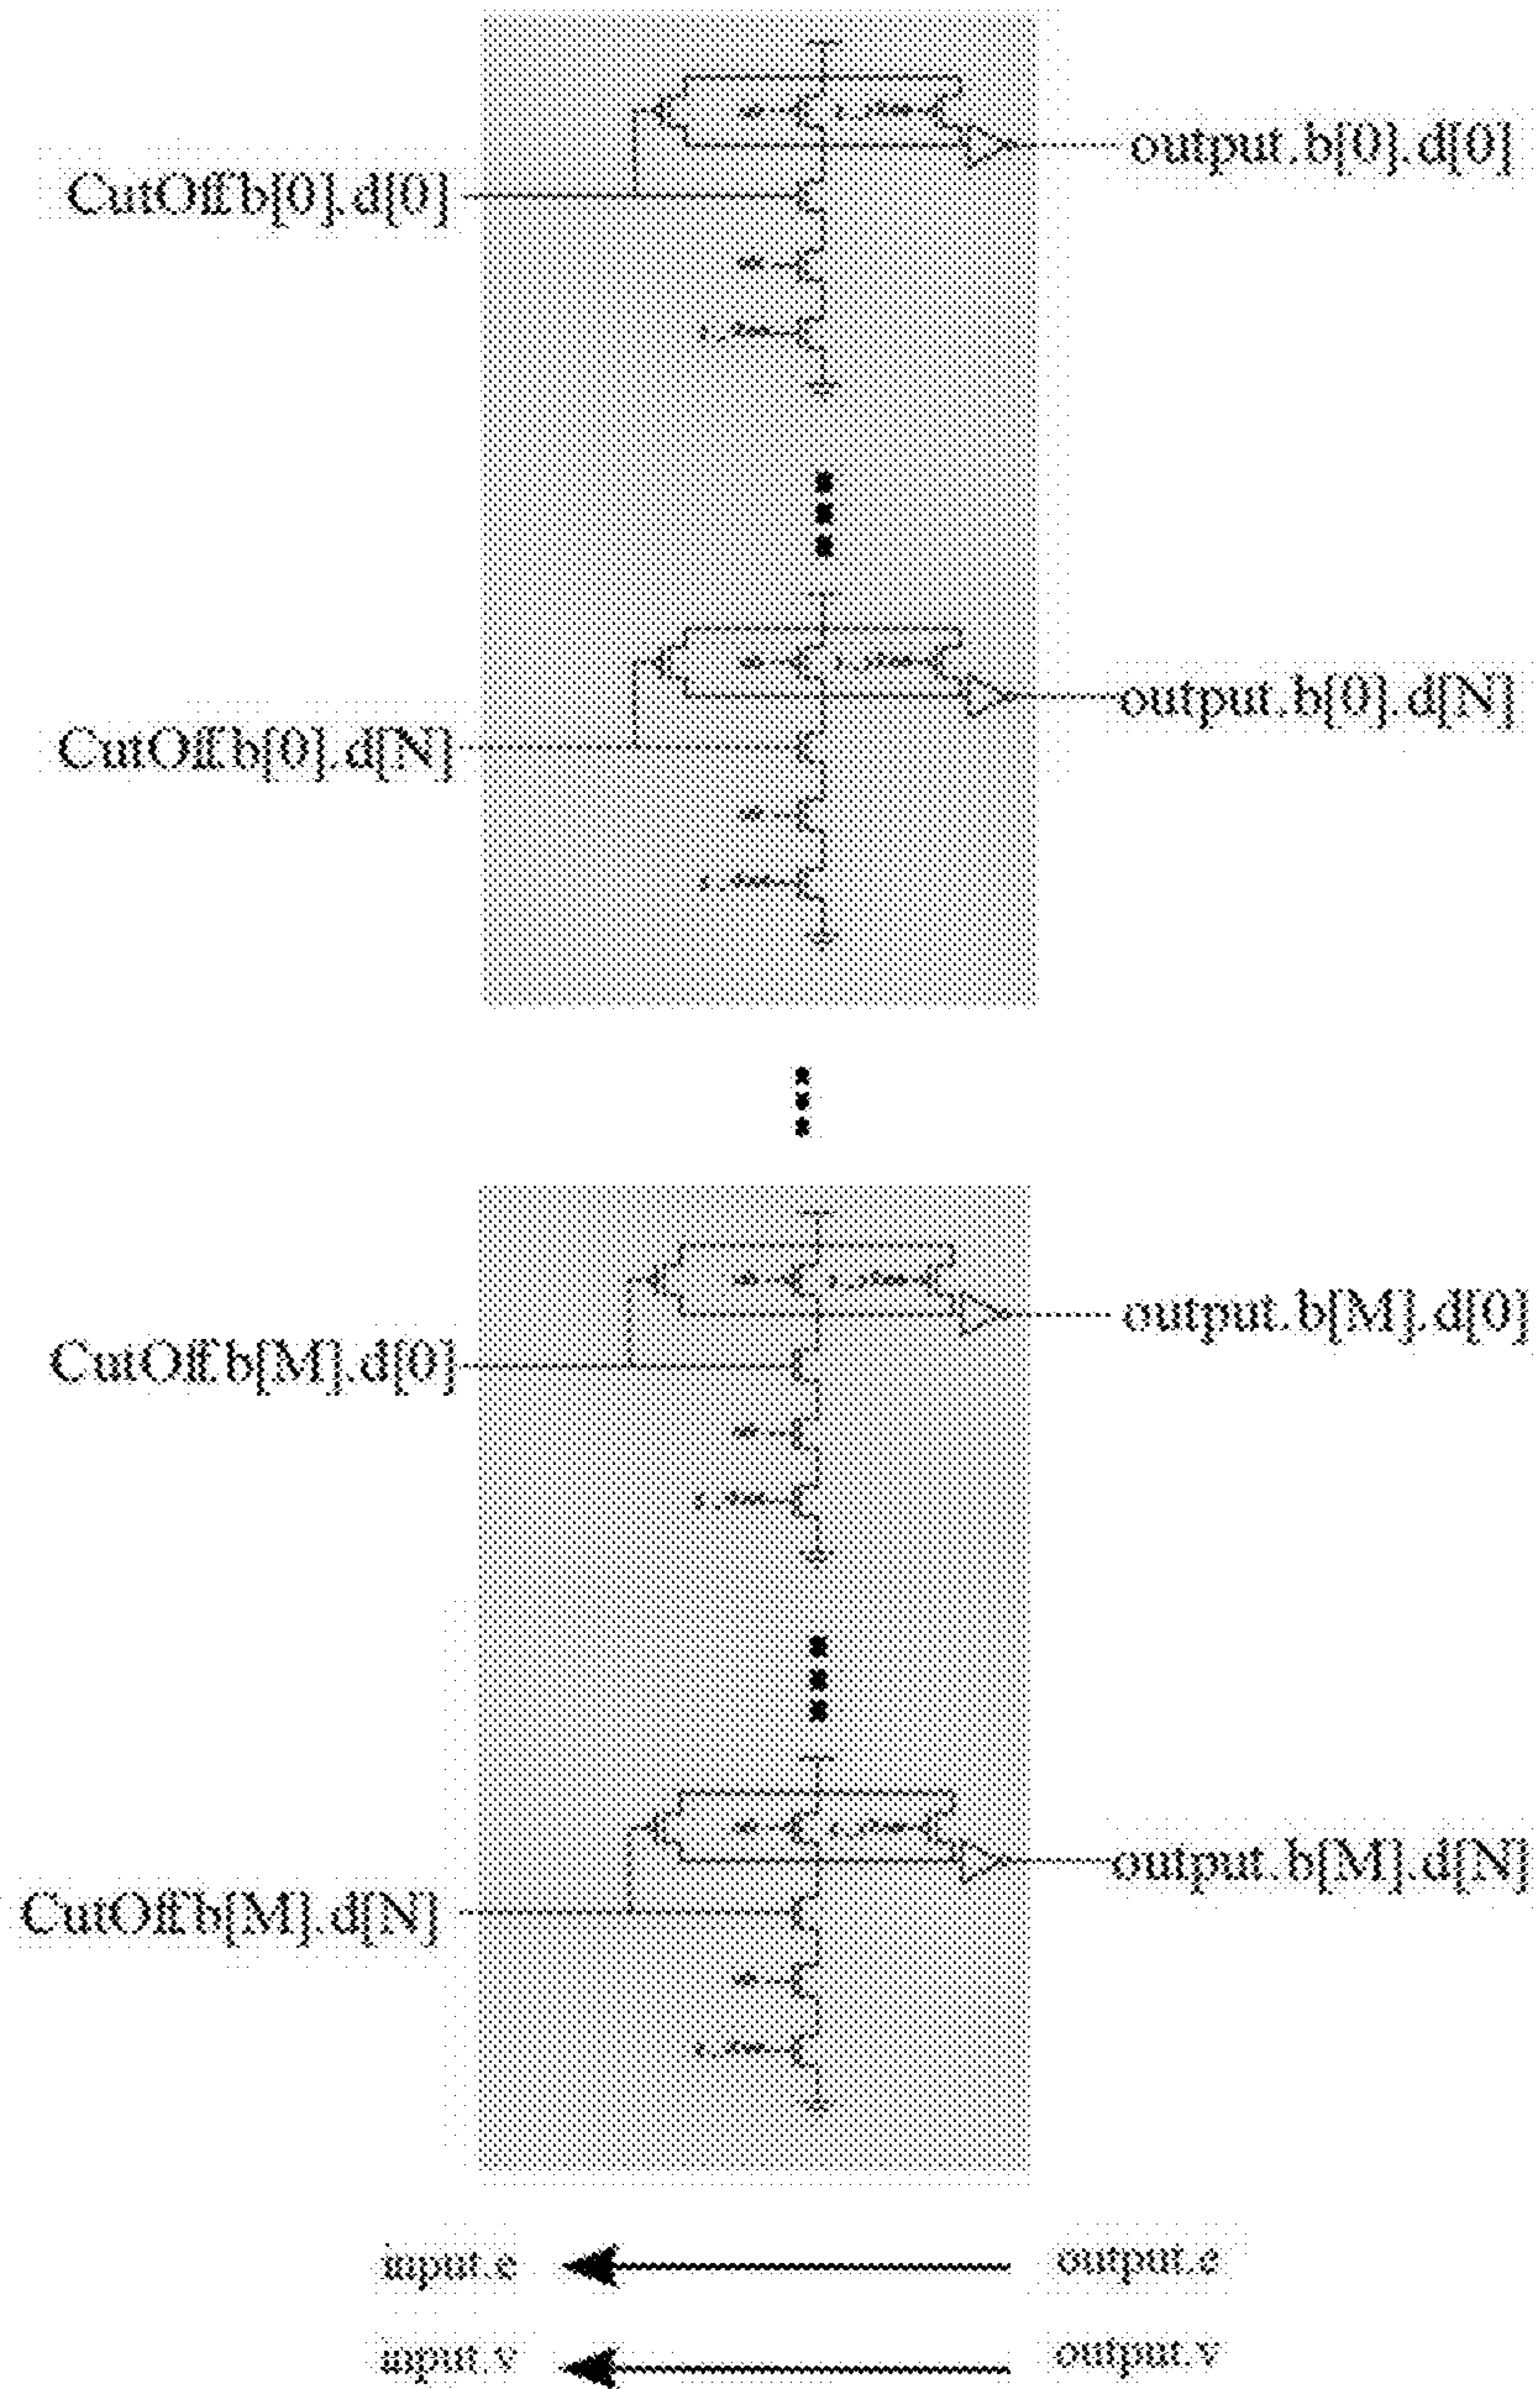 output.b[0].d[0]
CutOff.b[0].d[0]
output.b[0].d[N]
CutOff.b[0].d[N]
output.b[M].d[0]
CutOff.b[M].d[0]
output.b[M].d[N]
CutOff.b[M].d[N]
input.e output.e
input.v output.v